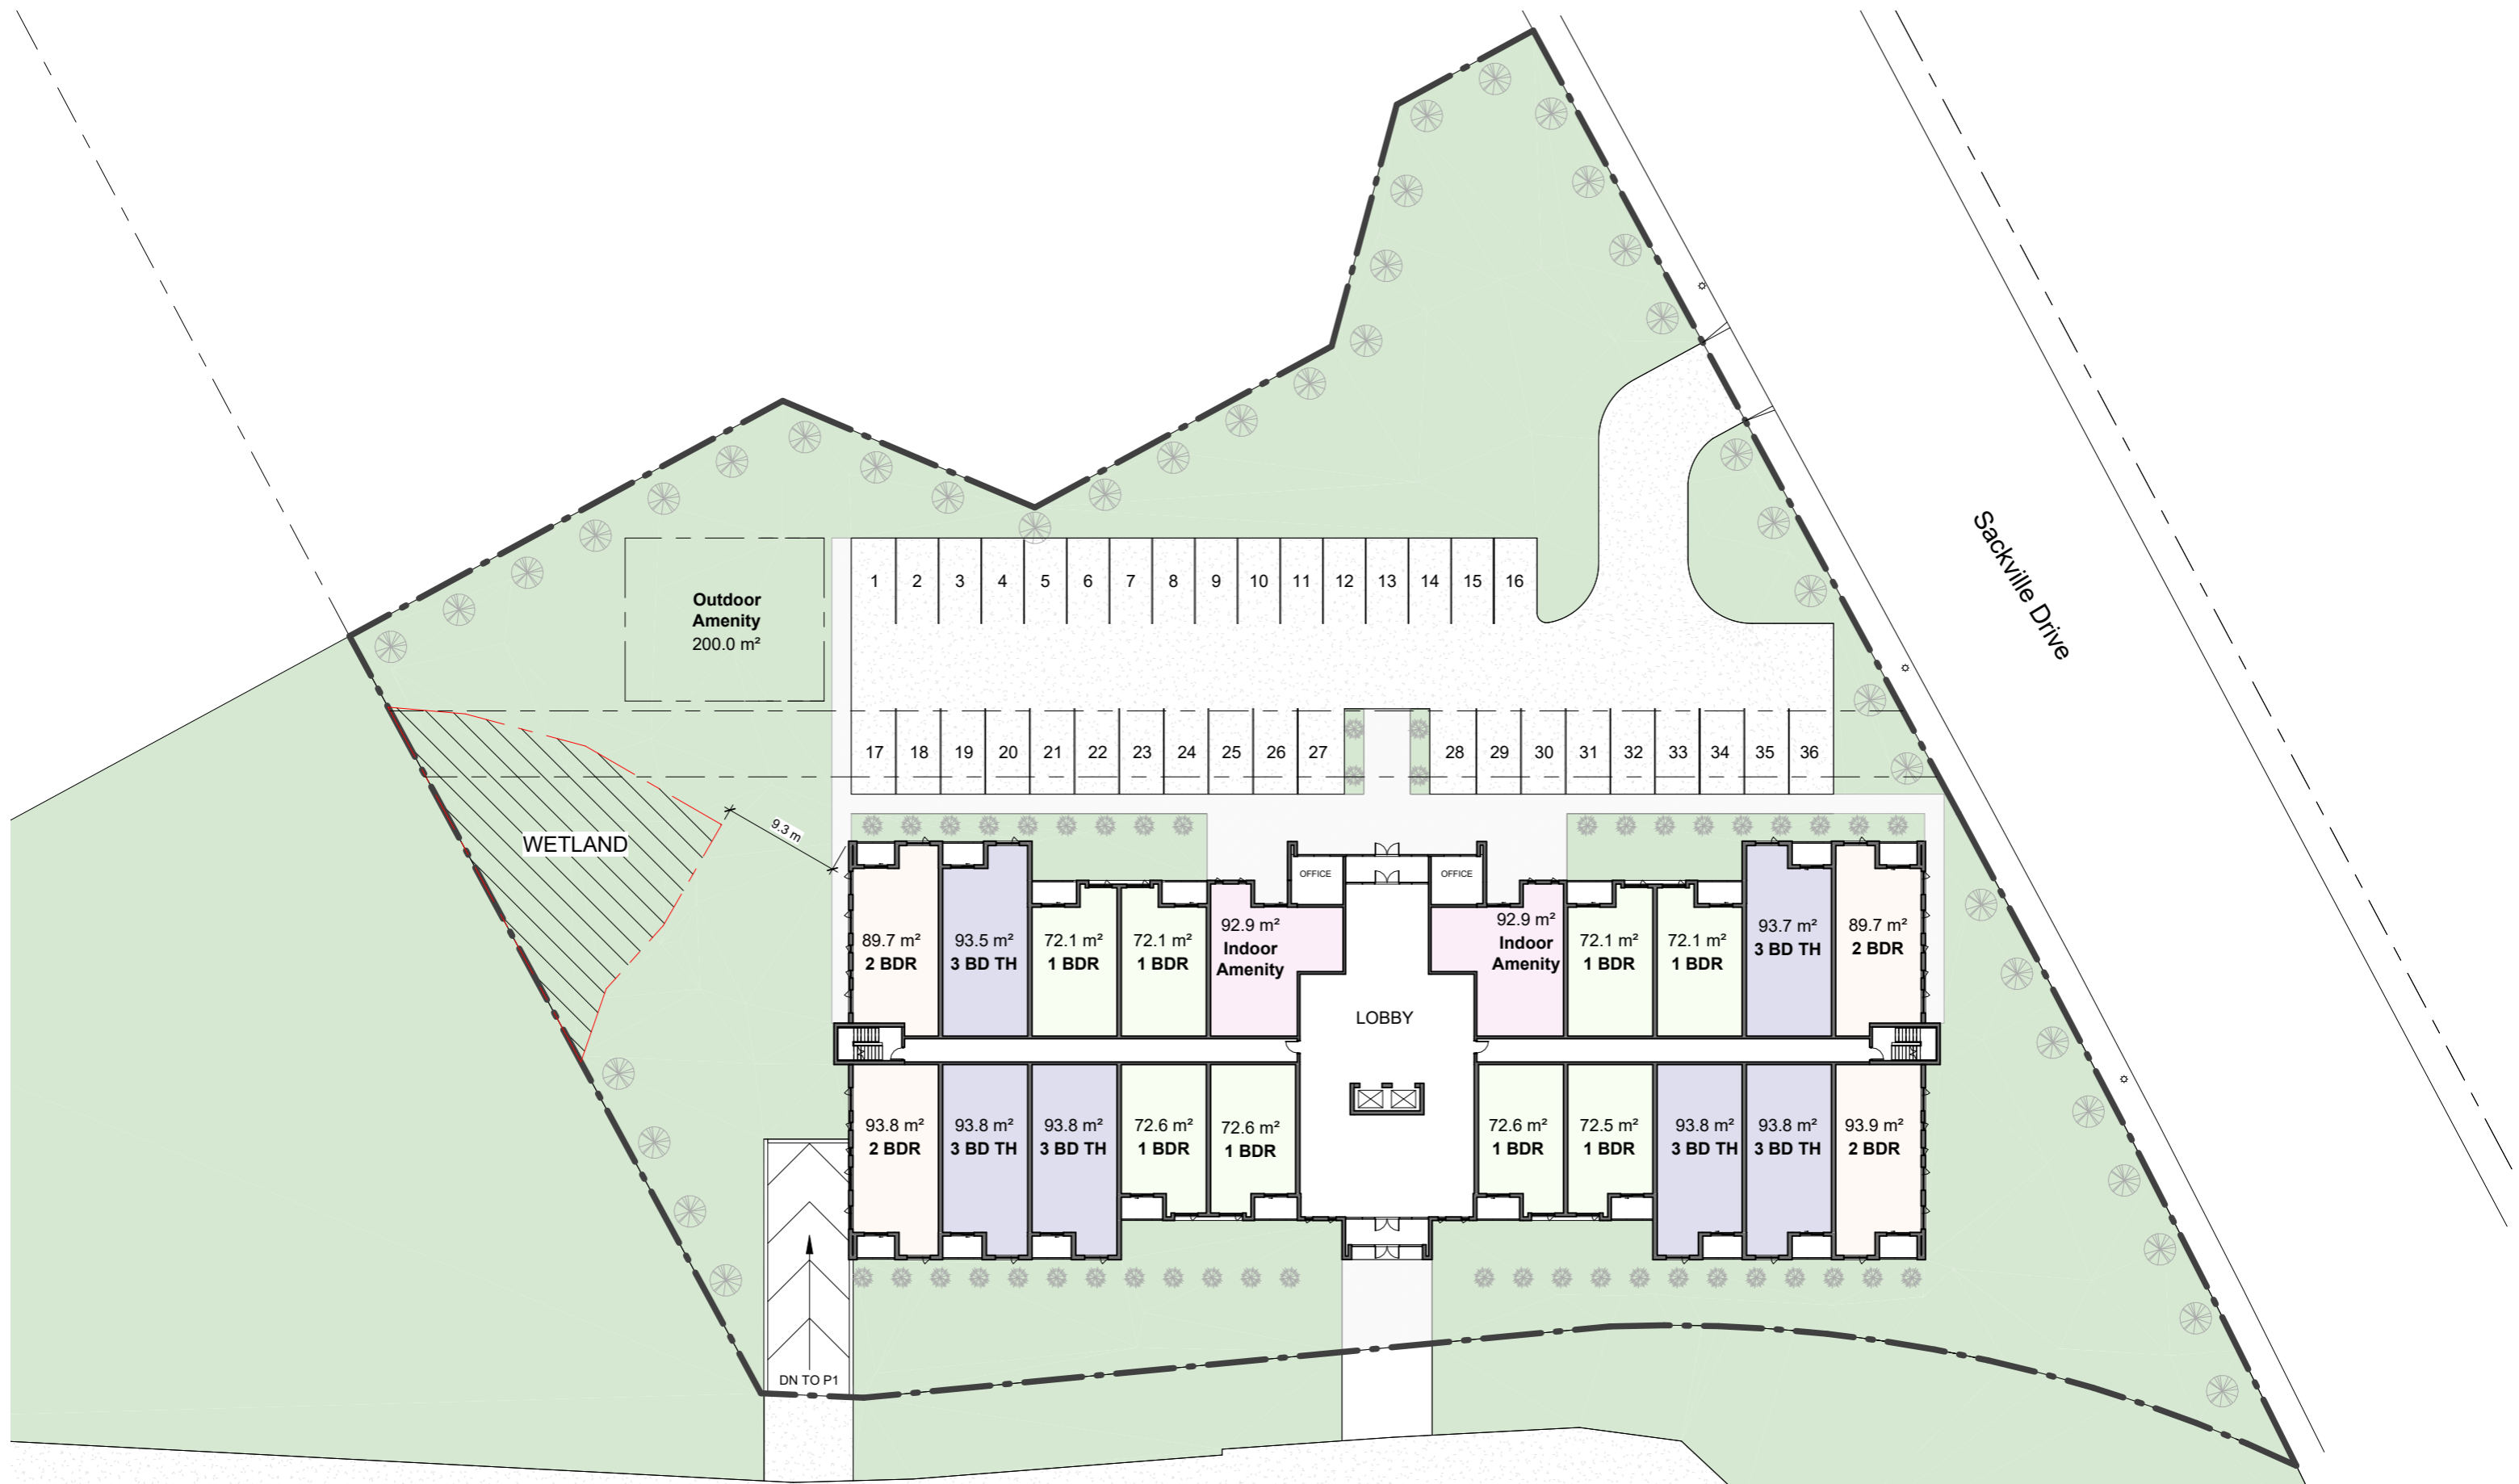 Sackville Drive
1 2 3 4 5 6 7 8 9 10 11 12 13 14 15 16
Outdoor
Amenity
200.0 m²
17 18 19 20 21 22 23 24 25 26 27 28 29 30 31 32 33 34 35 36
9.3 m
WETLAND
OFFICE
OFFICE
89.7 m²
2 BDR
93.5 m²
3 BD TH
72.1 m²
1 BDR
72.1 m²
1 BDR
92.9 m²
Indoor
Amenity
92.9 m²
Indoor
Amenity
72.1 m²
1 BDR
72.1 m²
1 BDR
93.7 m²
3 BD TH
89.7 m²
2 BDR
LOBBY
93.8 m²
2 BDR
93.8 m²
3 BD TH
93.8 m²
3 BD TH
72.6 m²
1 BDR
72.6 m²
1 BDR
72.6 m²
1 BDR
72.5 m²
1 BDR
93.8 m²
3 BD TH
93.8 m²
3 BD TH
93.9 m²
2 BDR
DN TO P1